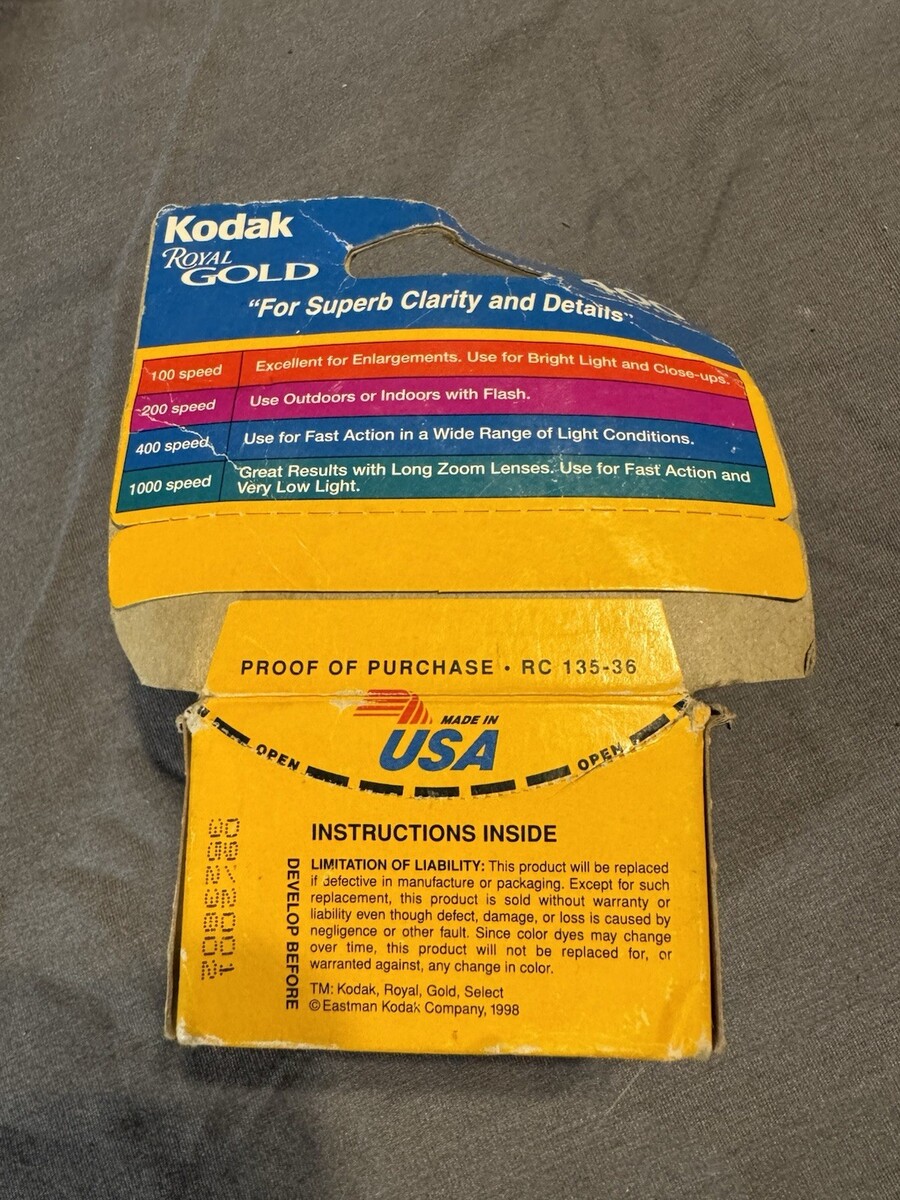 Kodak
ROYAL
GOLD
"For Superb Clarity and Details"
100 speed Excellent for Enlargements. Use for Bright Light and Close-ups.
200 speed Use Outdoors or Indoors with Flash.
400 speed Use for Fast Action in a Wide Range of Light Conditions.
1000 speed Great Results with Long Zoom Lenses. Use for Fast Action and
Very Low Light.
PROOF OF PURCHASE • RC 135-36
MADE IN
USA
OPEN OPEN
INSTRUCTIONS INSIDE
LIMITATION OF LIABILITY: This product will be replaced
if defective in manufacture or packaging. Except for such
replacement, this product is sold without warranty or
liability even though defect, damage, or loss is caused by
negligence or other fault. Since color dyes may change
over time, this product will not be replaced for, or
warranted against, any change in color.
TM: Kodak, Royal, Gold, Select
©Eastman Kodak Company, 1998
DEVELOP BEFORE
09/2001
3523802